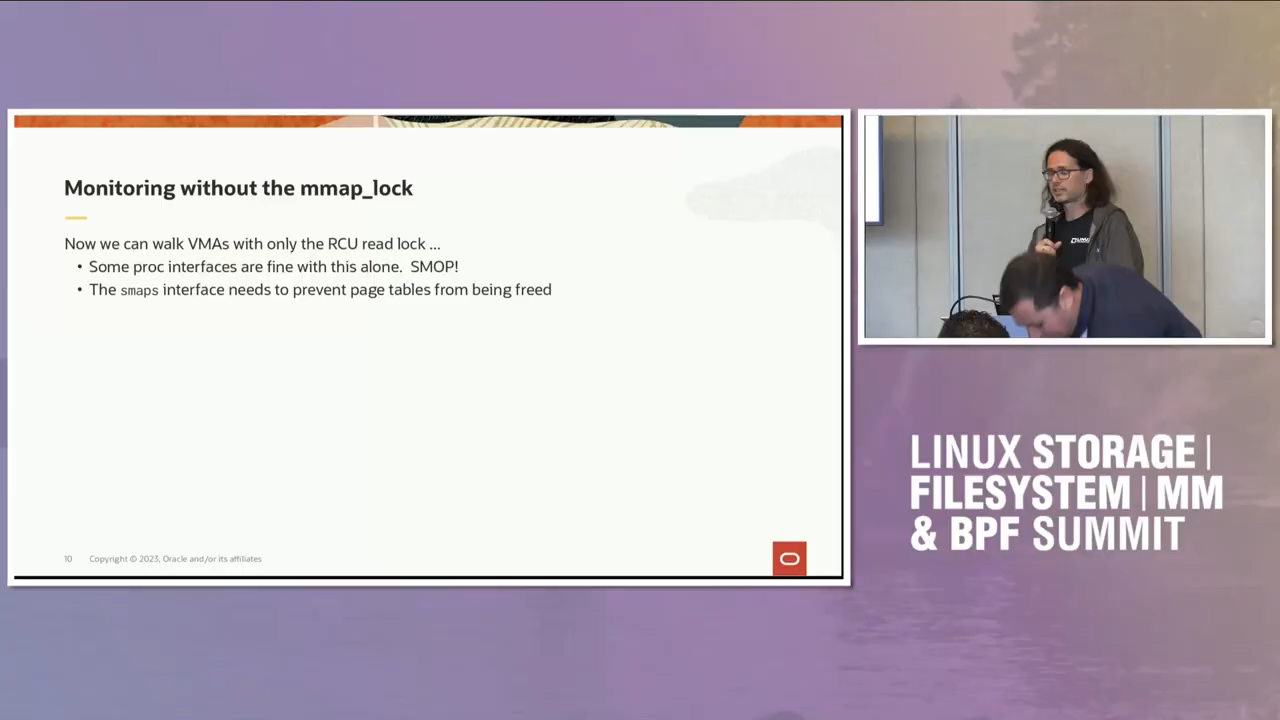 Monitoring without the mmap_lock
Now we can walk VMAs with only the RCU read lock ...
• Some proc interfaces are fine with this alone.  SMOP!
• The smaps interface needs to prevent page tables from being freed
10 Copyright © 2023, Oracle and/or its affiliates
LINUX STORAGE |
FILESYSTEM | MM
& BPF SUMMIT